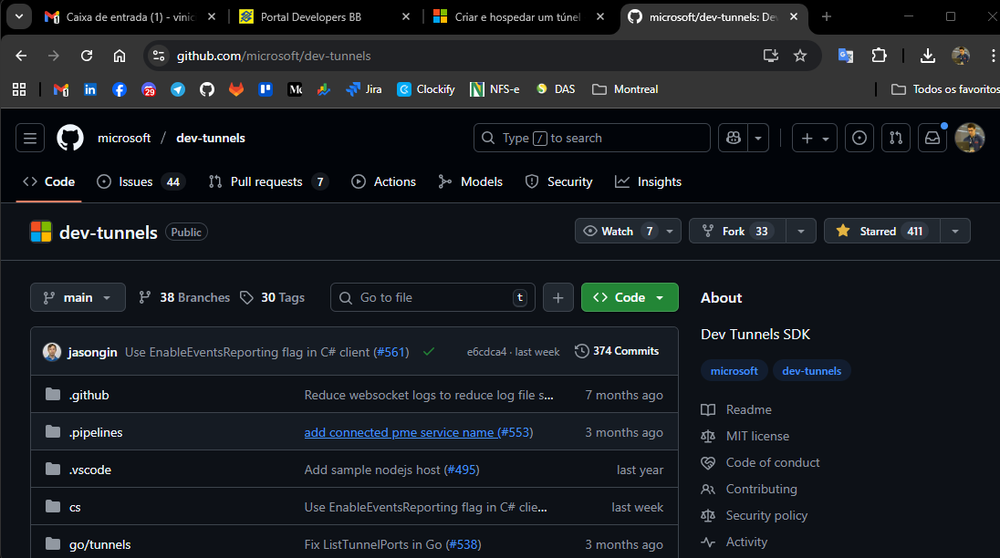 Caixa de entrada (1) - vinic
Portal Developers BB
Criar e hospedar um túnel
microsoft/dev-tunnels: De
github.com/microsoft/dev-tunnels
1
29
Jira
Clockify
NFS-e
DAS
Montreal
Todos os favoritos
microsoft / dev-tunnels
Type / to search
Code
Issues 44
Pull requests 7
Actions
Models
Security
Insights
dev-tunnels Public
Watch 7
Fork 33
Starred 411
main
38 Branches
30 Tags
Go to file t
Code
About
Dev Tunnels SDK
microsoft
dev-tunnels
Readme
MIT license
Code of conduct
Contributing
Security policy
Activity
jasongin Use EnableEventsReporting flag in C# client (#561) e6cdca4 · last week 374 Commits
.github Reduce websocket logs to reduce log file s... 7 months ago
.pipelines add connected pme service name (#553) 3 months ago
.vscode Add sample nodejs host (#495) last year
cs Use EnableEventsReporting flag in C# clie... last week
go/tunnels Fix ListTunnelPorts in Go (#538) 3 months ago